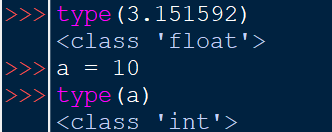 >>> type(3.151592)
<class 'float'>
>>> a = 10
>>> type(a)
<class 'int'>